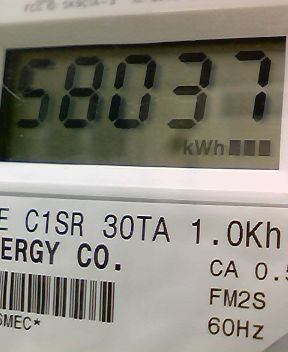 58037
kWh
E C1SR 30TA 1.0Kh
ERGY CO.
CA 0.5
FM2S
60Hz
SMEC*